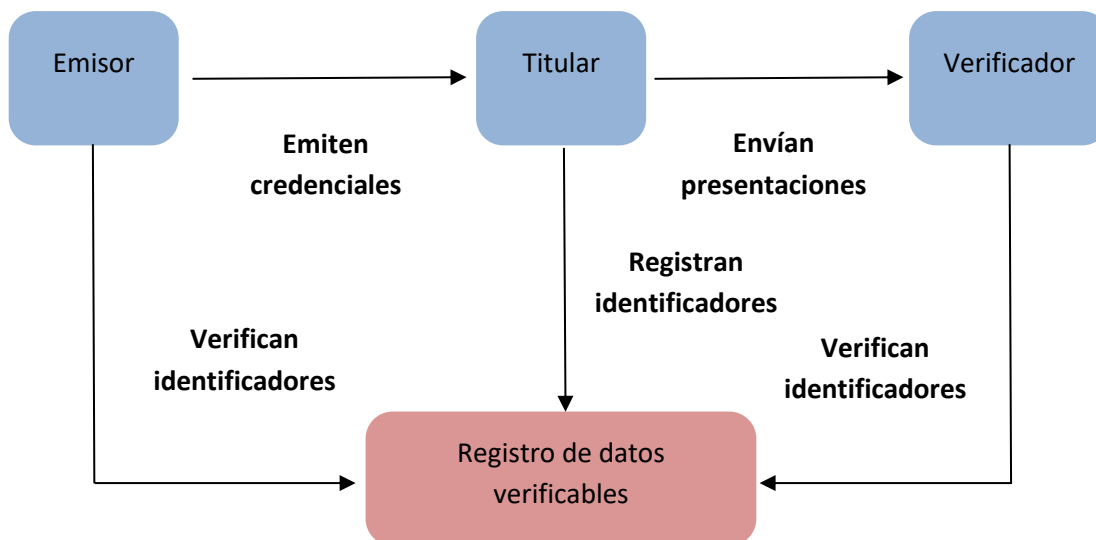 Emisor
Titular
Verificador
Emiten
credenciales
Envían
presentaciones
Registran
identificadores
Verifican
identificadores
Verifican
identificadores
Registro de datos
verificables